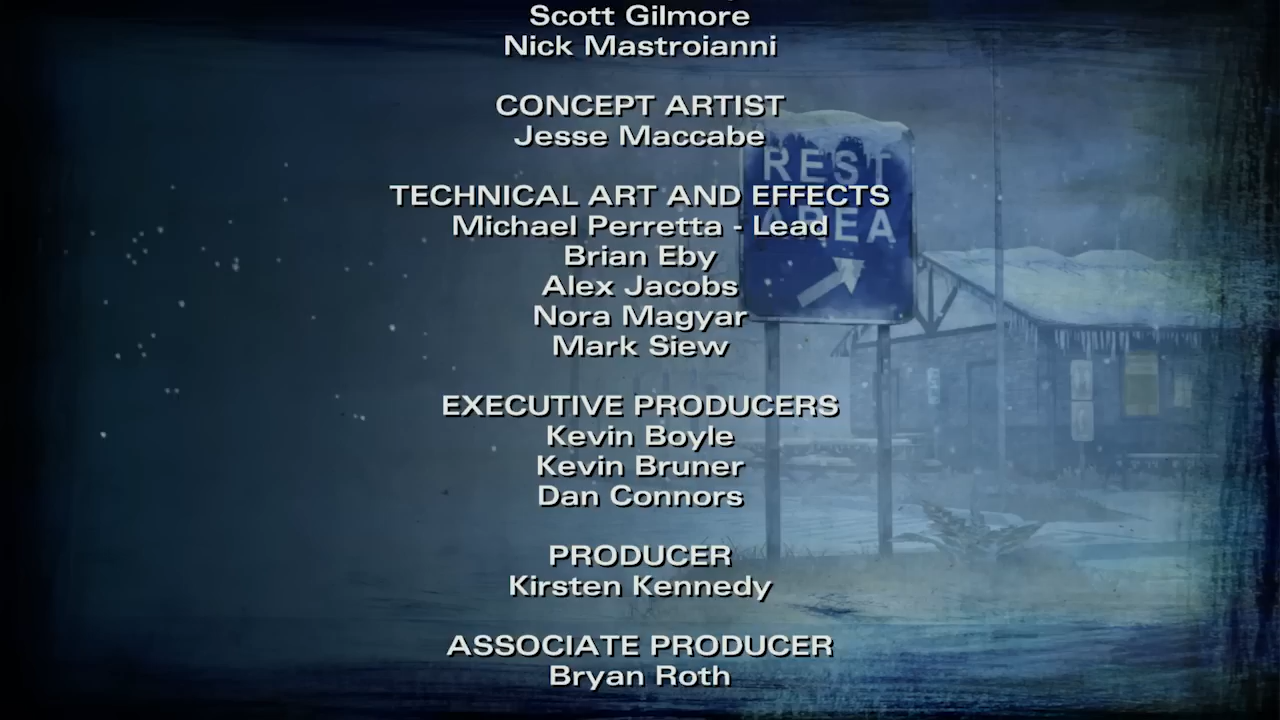 Scott Gilmore
Nick Mastroianni
CONCEPT ARTIST
Jesse Maccabe
REST
AREA
TECHNICAL ART AND EFFECTS
Michael Perretta - Lead
Brian Eby
Alex Jacobs
Nora Magyar
Mark Siew
EXECUTIVE PRODUCERS
Kevin Boyle
Kevin Bruner
Dan Connors
PRODUCER
Kirsten Kennedy
ASSOCIATE PRODUCER
Bryan Roth